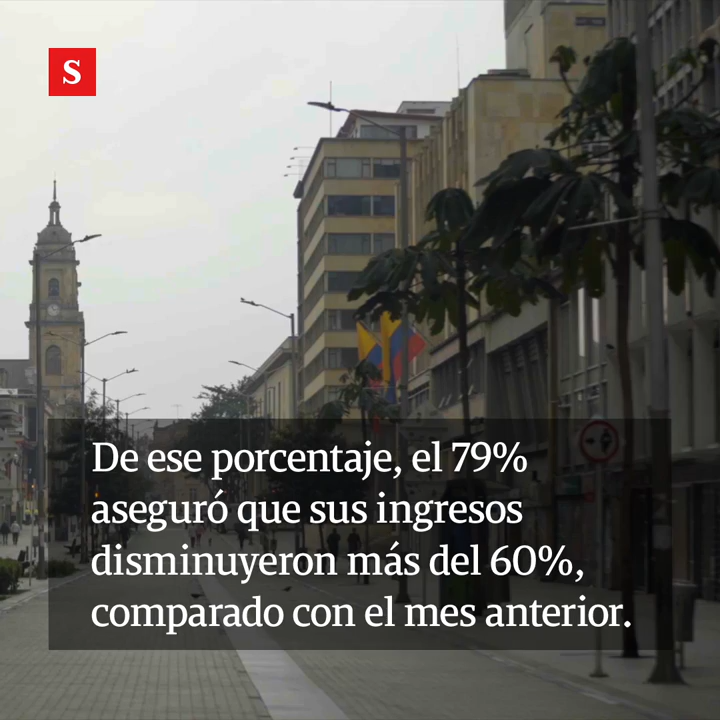 S
De ese porcentaje, el 79%
aseguró que sus ingresos
disminuyeron más del 60%,
comparado con el mes anterior.